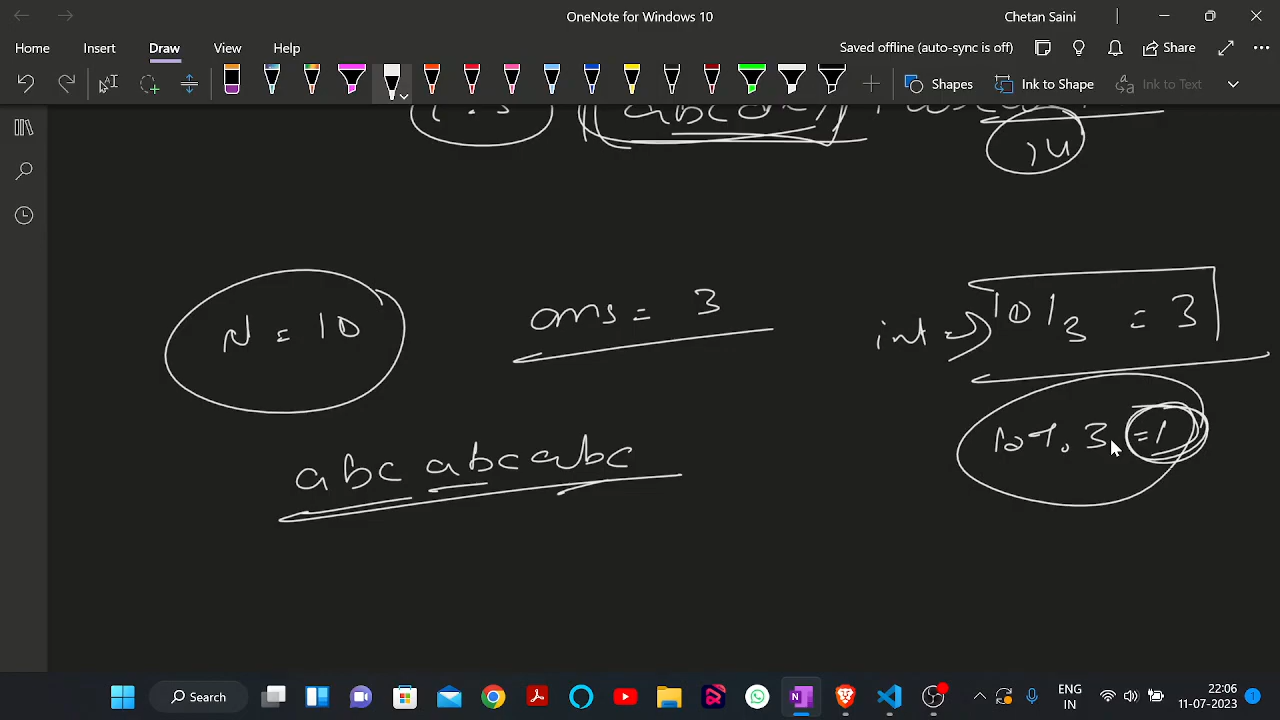 OneNote for Windows 10
Chetan Saini
Home Insert Draw View Help
Saved offline (auto-sync is off)
Share
Shapes
Ink to Shape
Ink to Text
N = 10
ans = 3
int => 10/3 = 3
10 % 3 = 1
abc abc abc
Search
ENG
IN
22:06
11-07-2023